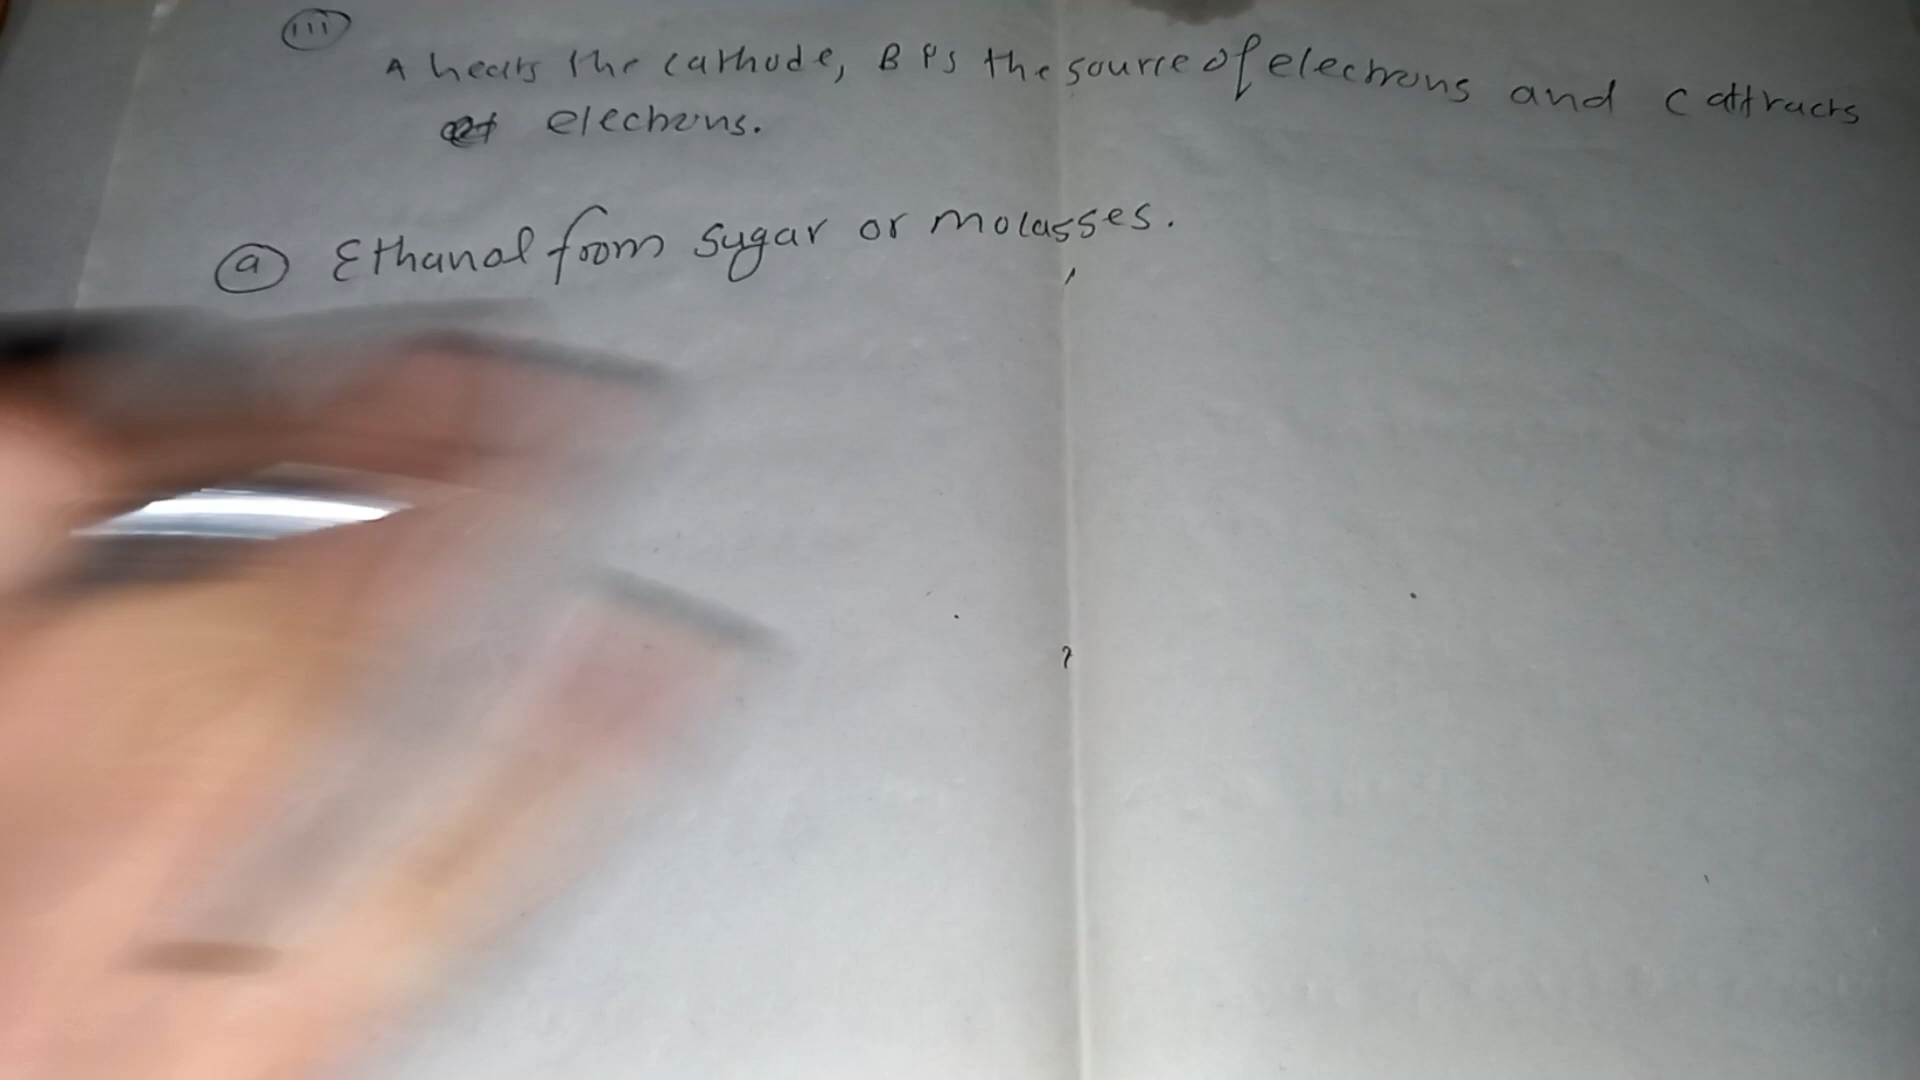 (iii)
A heats the cathode, B is the source of electrons and C attracts
electrons.
(a) Ethanol from sugar or molasses.